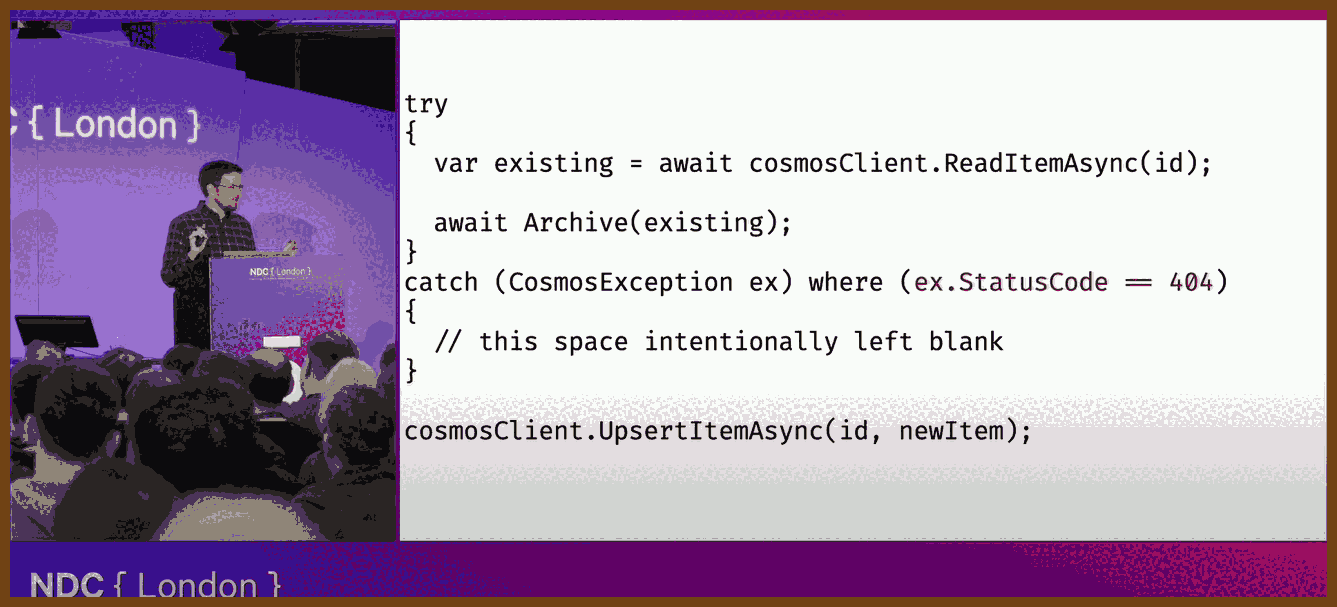 { London }
NDC { London }
try
{
var existing = await cosmosClient.ReadItemAsync(id);
await Archive(existing);
}
catch (CosmosException ex) where (ex.StatusCode == 404)
{
// this space intentionally left blank
}
cosmosClient.UpsertItemAsync(id, newItem);
NDC { London }